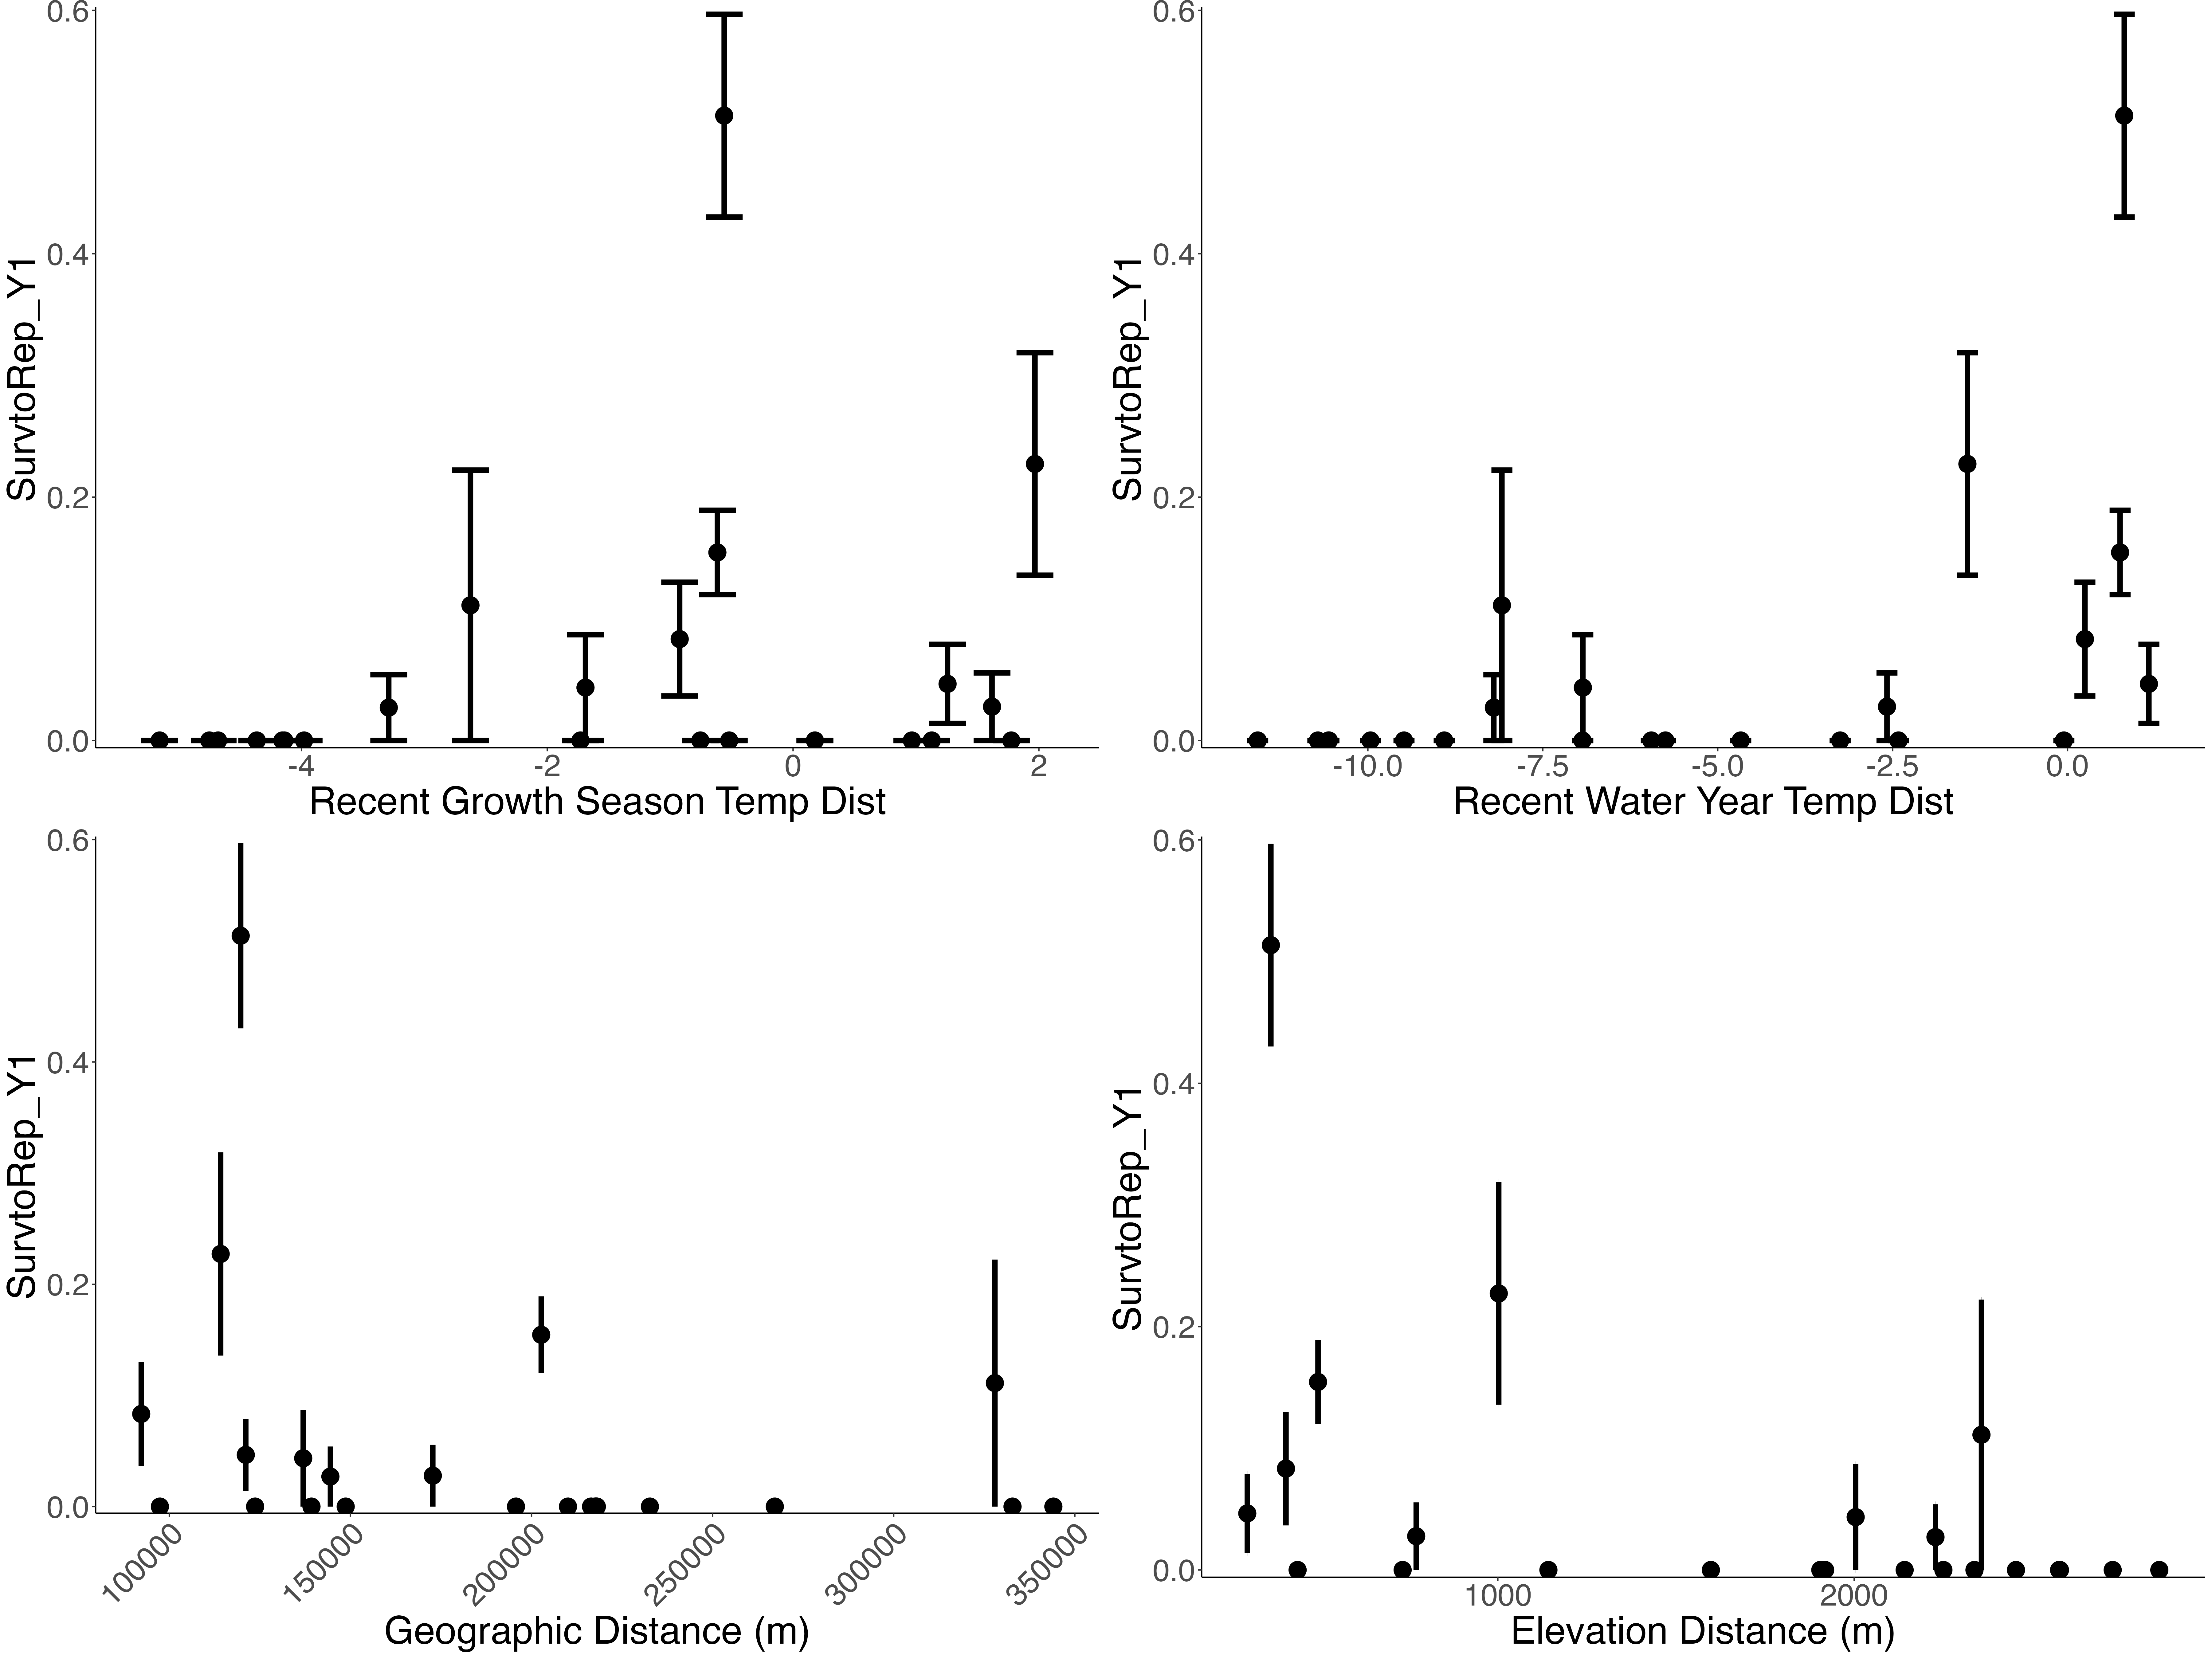 0.6
0.4
0.2
0.0
SurvtoRep_Y1
-4 -2 0 2
Recent Growth Season Temp Dist
0.6
0.4
0.2
0.0
SurvtoRep_Y1
-10.0 -7.5 -5.0 -2.5 0.0
Recent Water Year Temp Dist
0.6
0.4
0.2
0.0
SurvtoRep_Y1
100000 150000 200000 250000 300000 350000
Geographic Distance (m)
0.6
0.4
0.2
0.0
SurvtoRep_Y1
1000 2000
Elevation Distance (m)